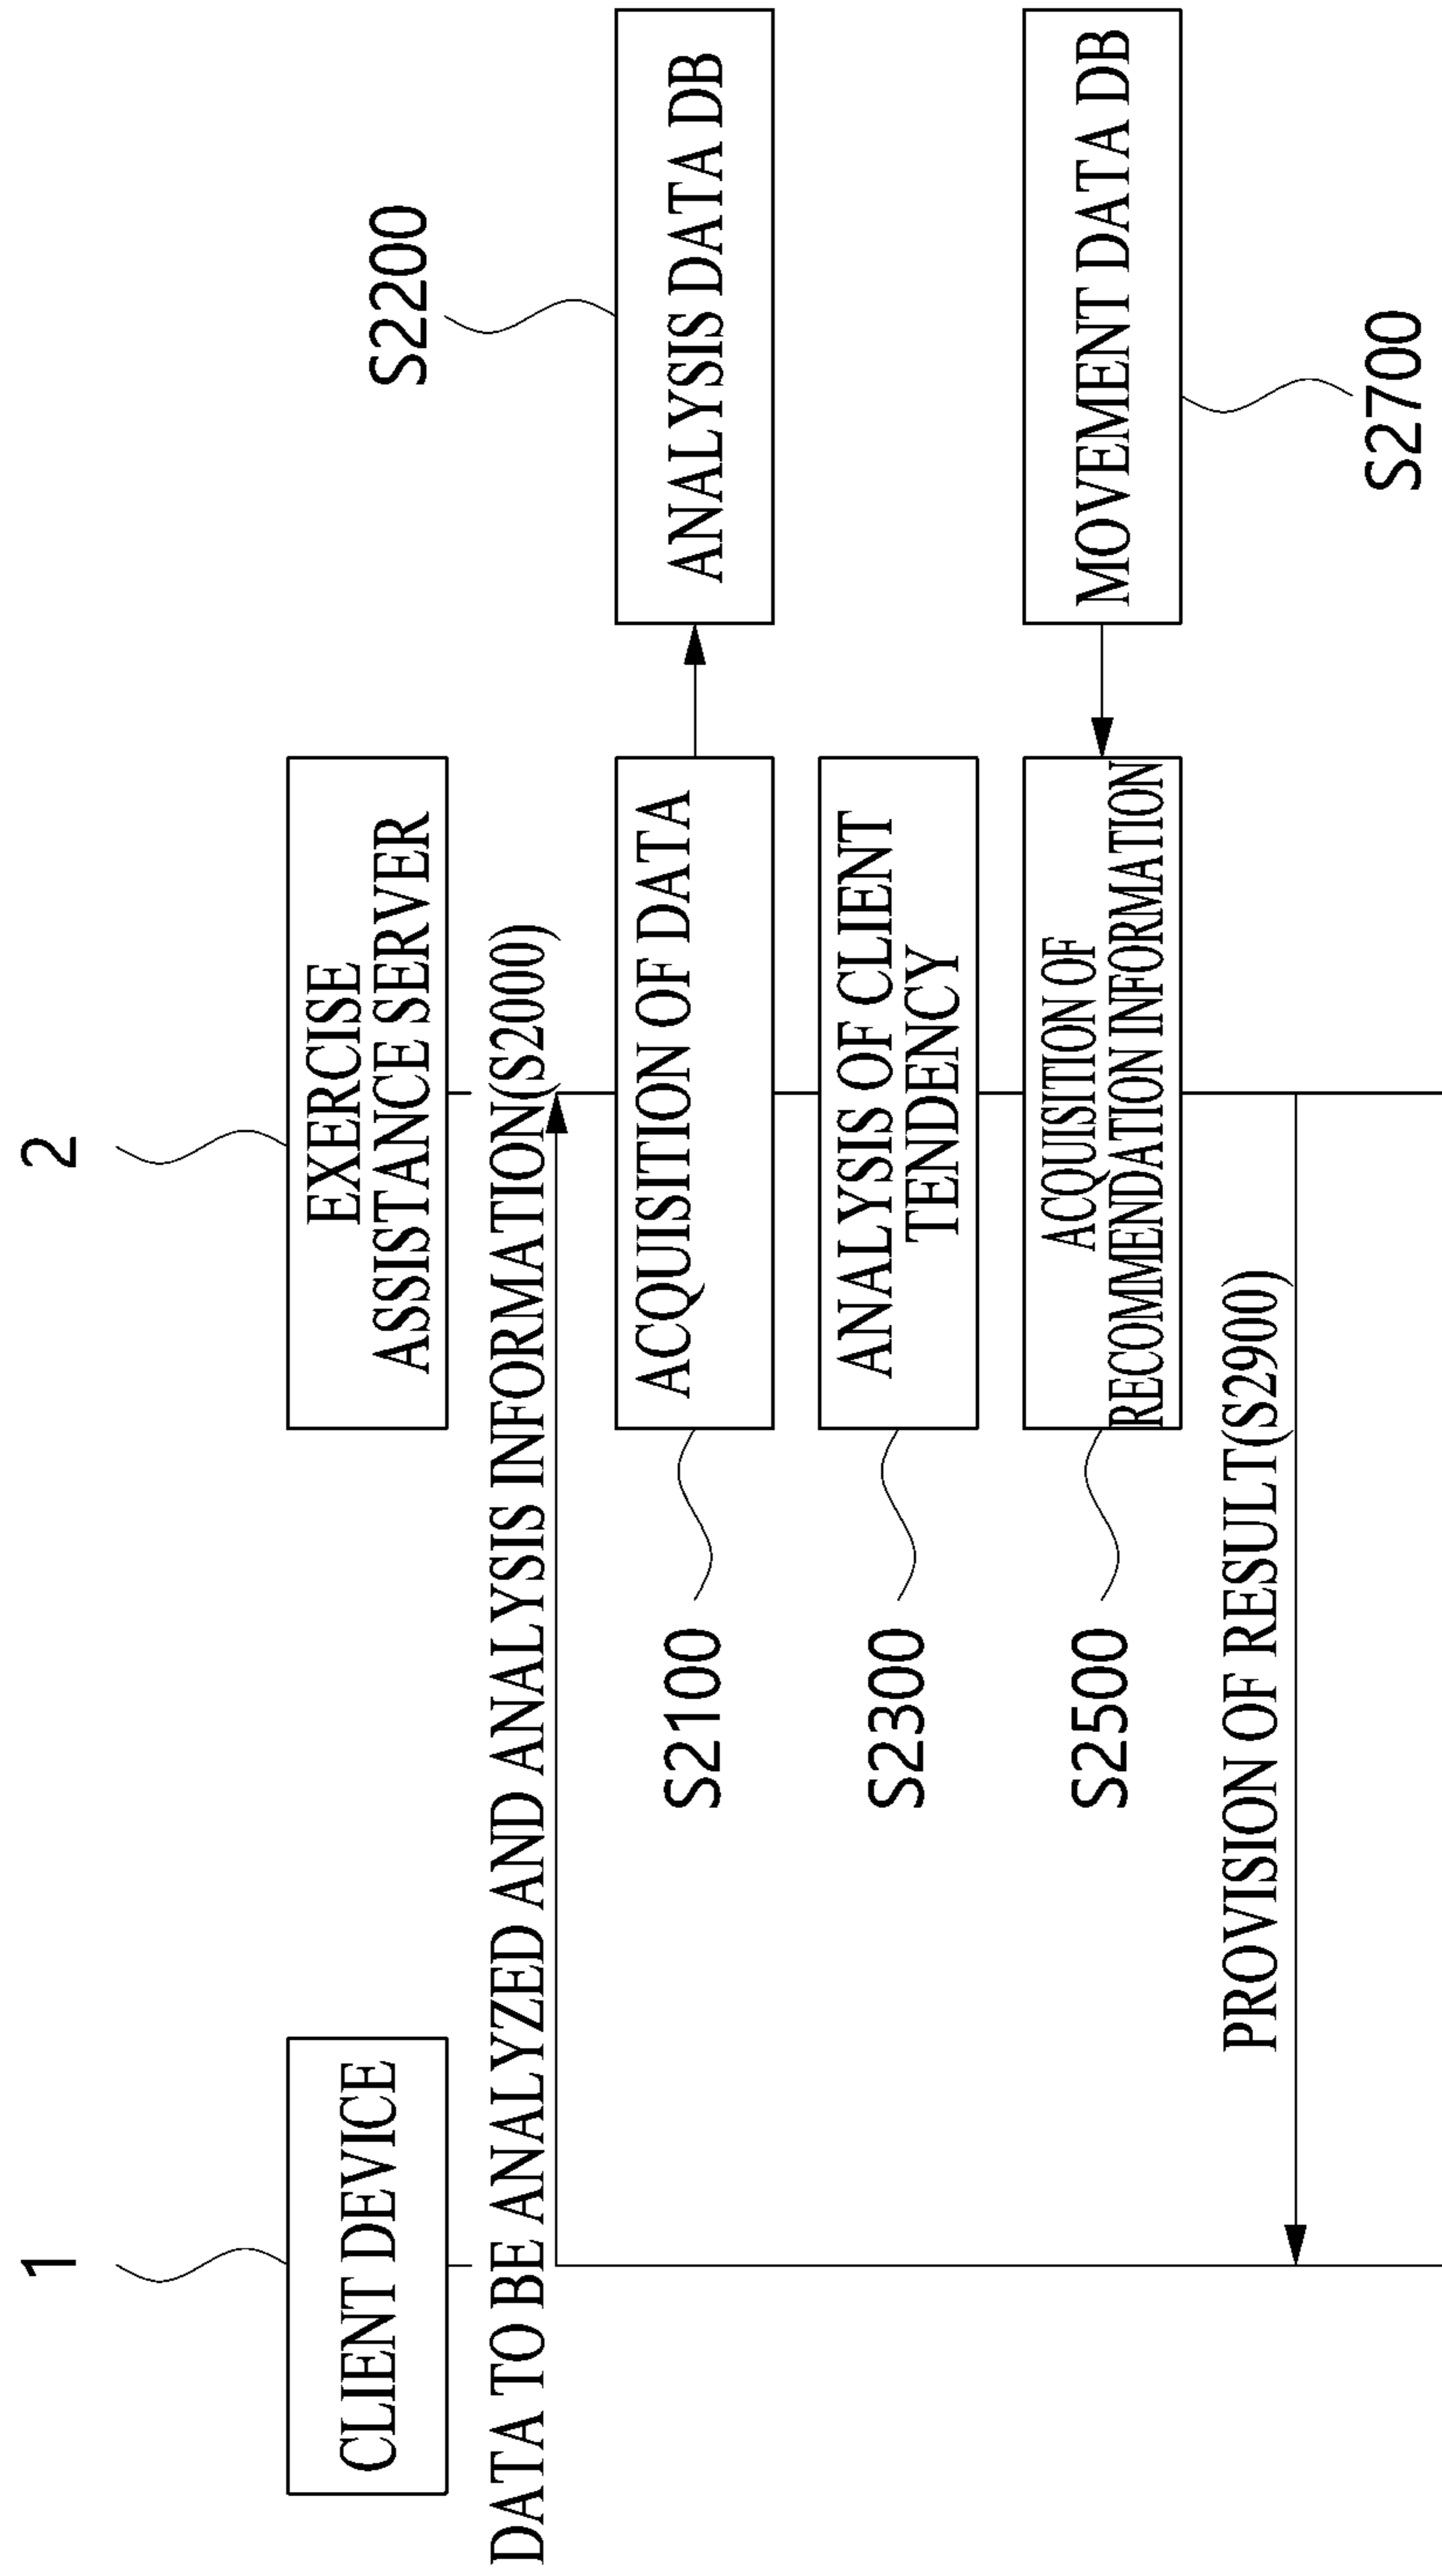 1
2
CLIENT DEVICE
EXERCISE
ASSISTANCE SERVER
S2200
DATA TO BE ANALYZED AND ANALYSIS INFORMATION(S2000)
S2100
ACQUISITION OF DATA
ANALYSIS DATA DB
S2300
ANALYSIS OF CLIENT
TENDENCY
S2500
ACQUISITION OF
RECOMMENDATION INFORMATION
MOVEMENT DATA DB
PROVISION OF RESULT(S2900)
S2700